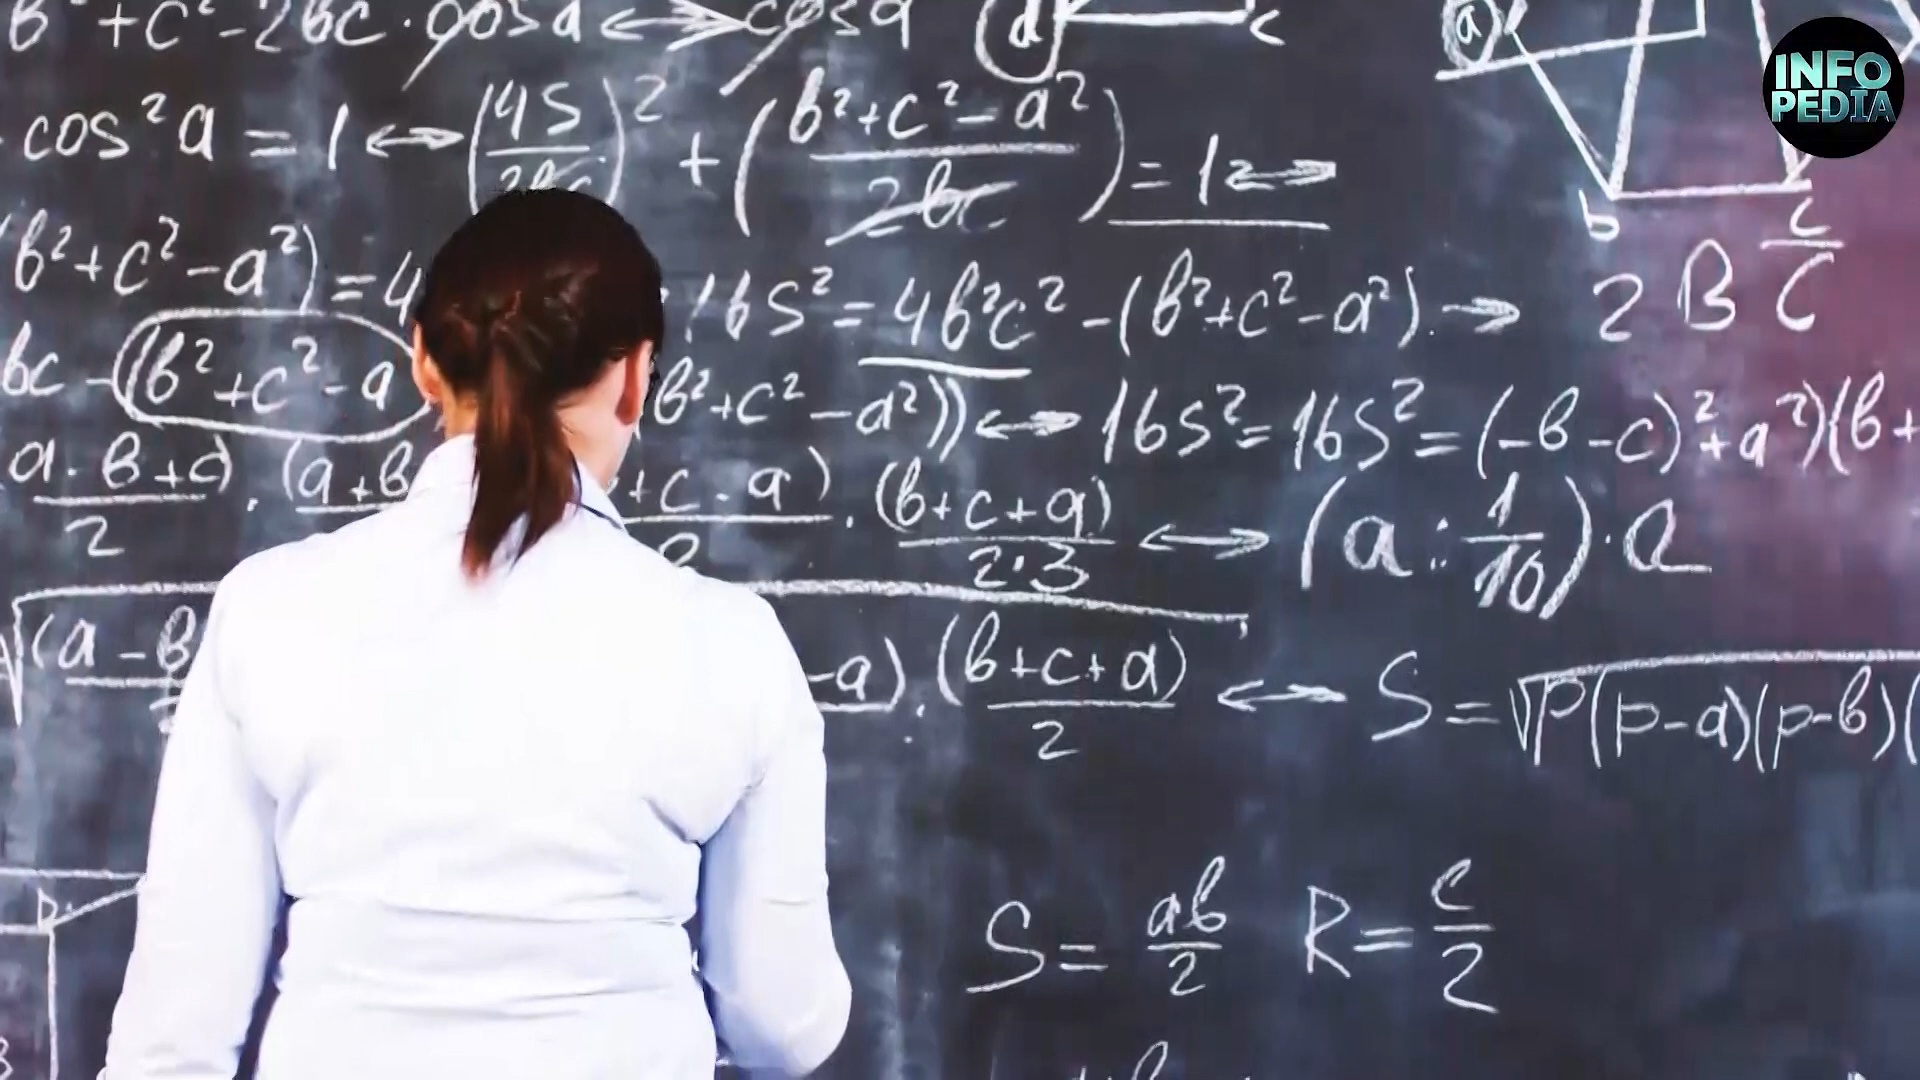 b² + c² - 2bc · cos a ⟷ cos a (d) c
a)
INFO
PEDIA
cos² a = 1 ⟷ (4S/2bc)² + (b² + c² - a²/2bc) = 1 2 ⟷
b c
(b² + c² - a²) = 4 16S² = 4b²c² - (b² + c² - a²). → 2 B c/C
bc - (b² + c² - a b² + c² - a²)) ⟷ 16S² = 16S² = (-b - c)² + a²)(b +
a · b + c)/2 · (a + b + c - a)/2 · (b + c + a)/2·3 ⟷ (a : 1/10) · a
√(a - b - a) · (b + c + a)/2 ⟷ S = √p(p-a)(p-b)(
S = ab/2 R = c/2